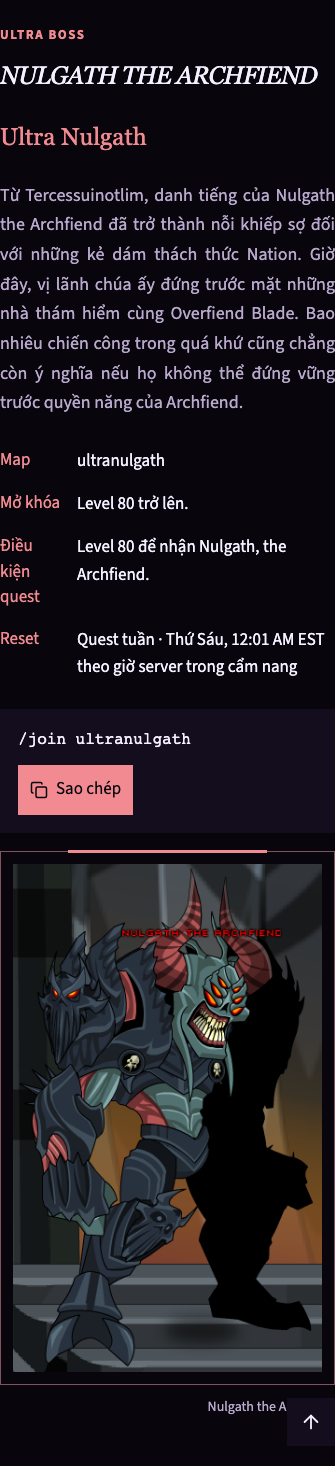 ULTRA BOSS
NULGATH THE ARCHFIEND
Ultra Nulgath
Từ Tercessuinotlim, danh tiếng của Nulgath
the Archfiend đã trở thành nỗi khiếp sợ đối
với những kẻ dám thách thức Nation. Giờ
đây, vị lãnh chúa ấy đứng trước mặt những
nhà thám hiểm cùng Overfiend Blade. Bao
nhiêu chiến công trong quá khứ cũng chẳng
còn ý nghĩa nếu họ không thể đứng vững
trước quyền năng của Archfiend.
Map ultranulgath
Mở khóa Level 80 trở lên.
Điều kiện quest Level 80 để nhận Nulgath, the
Archfiend.
Reset Quest tuần · Thứ Sáu, 12:01 AM EST
theo giờ server trong cẩm nang
/join ultranulgath
Sao chép
NULGATH THE ARCHFIEND
Nulgath the A